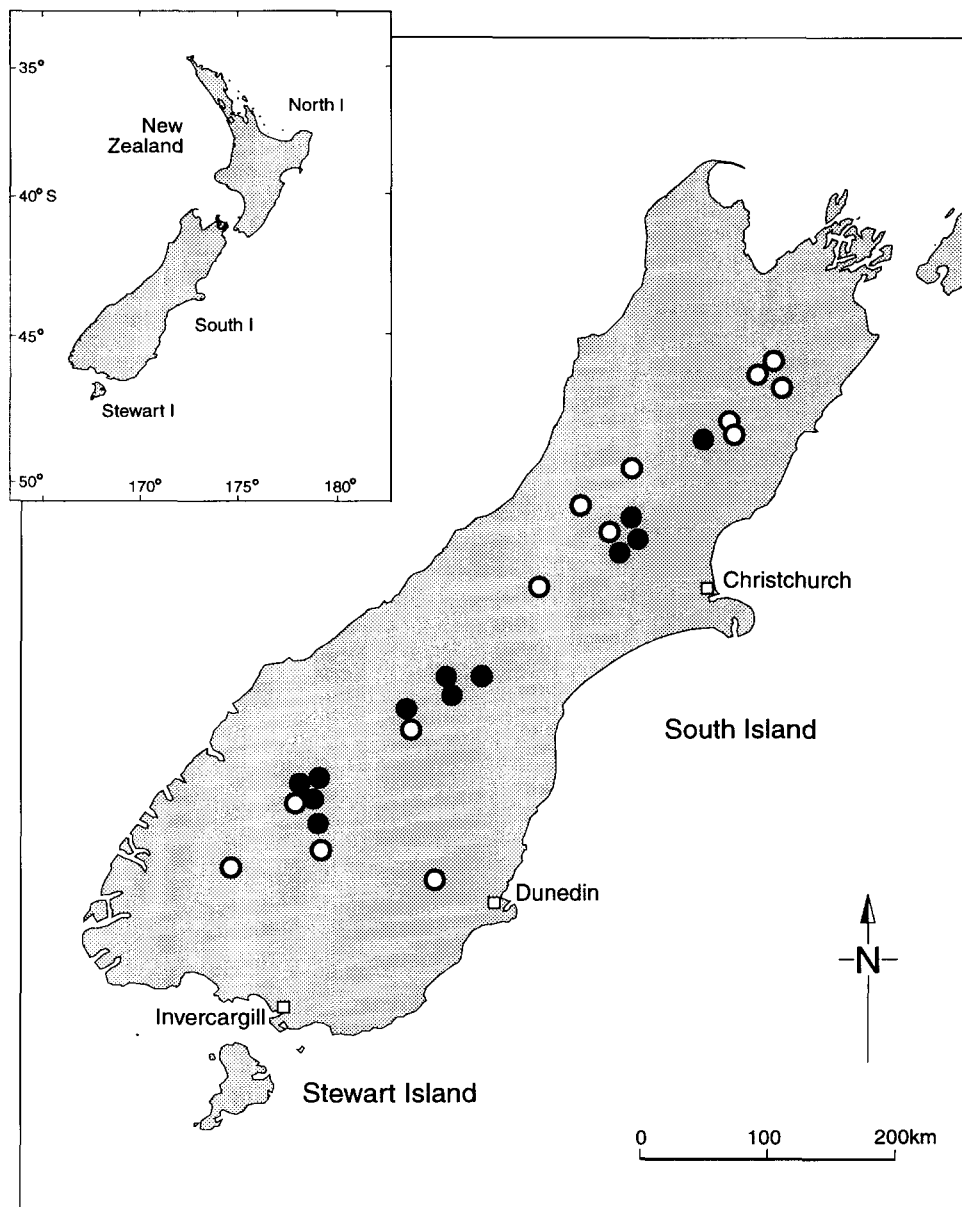 35°
North I
New
Zealand
40° S
South I
45°
Stewart I
50°
170° 175° 180°
Christchurch
South Island
Dunedin
N
Invercargill
Stewart Island
0 100 200km